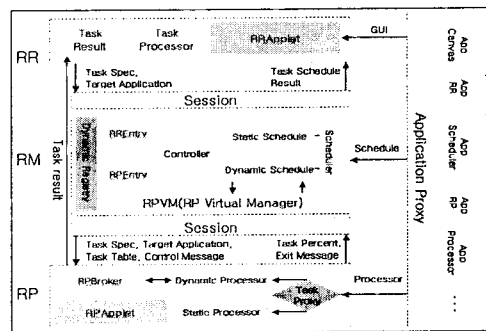 RR
Task Result
Task Processor
RRApplet
GUI
Task Spec, Target Application
Task Schedule Result
Session
RM
Task result
Dynamic Registry
RREntry
RPEntry
Controller
Static Schedule
Dynamic Schedule
Scheduler
Schedule
RPVM(RP Virtual Manager)
Session
Task Spec, Target Application,
Task Table, Control Message
Task Percent,
Exit Message
RP
RPBroker
Dynamic Processor
Task Proxy
Processor
RPApplet
Static Processor
Application Proxy
App Canvas
App RR
App Scheduler
App RP
App Processor
...